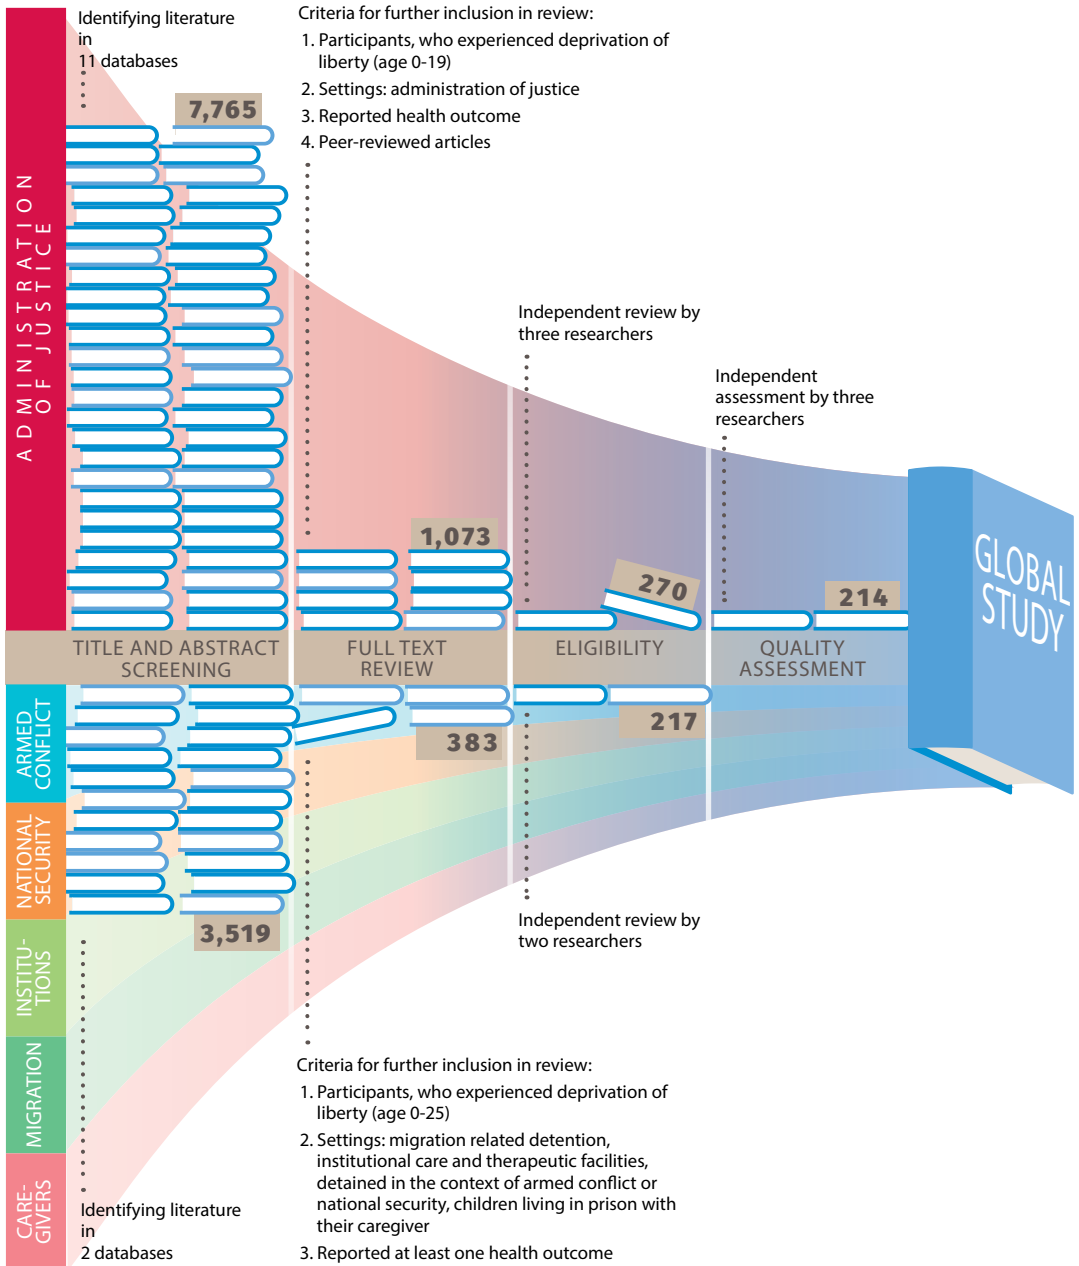 Identifying literature
in
11 databases
Criteria for further inclusion in review:
1. Participants, who experienced deprivation of
liberty (age 0-19)
2. Settings: administration of justice
3. Reported health outcome
4. Peer-reviewed articles
7,765
ADMINISTRATION
OF JUSTICE
Independent review by
three researchers
Independent
assessment by three
researchers
1,073
270
214
GLOBAL
STUDY
TITLE AND ABSTRACT
SCREENING
FULL TEXT
REVIEW
ELIGIBILITY
QUALITY
ASSESSMENT
ARMED
CONFLICT
NATIONAL
SECURITY
INSTITU-
TIONS
MIGRATION
CARE-
GIVERS
383
217
3,519
Independent review by
two researchers
Identifying literature
in
2 databases
Criteria for further inclusion in review:
1. Participants, who experienced deprivation of
liberty (age 0-25)
2. Settings: migration related detention,
institutional care and therapeutic facilities,
detained in the context of armed conflict or
national security, children living in prison with
their caregiver
3. Reported at least one health outcome